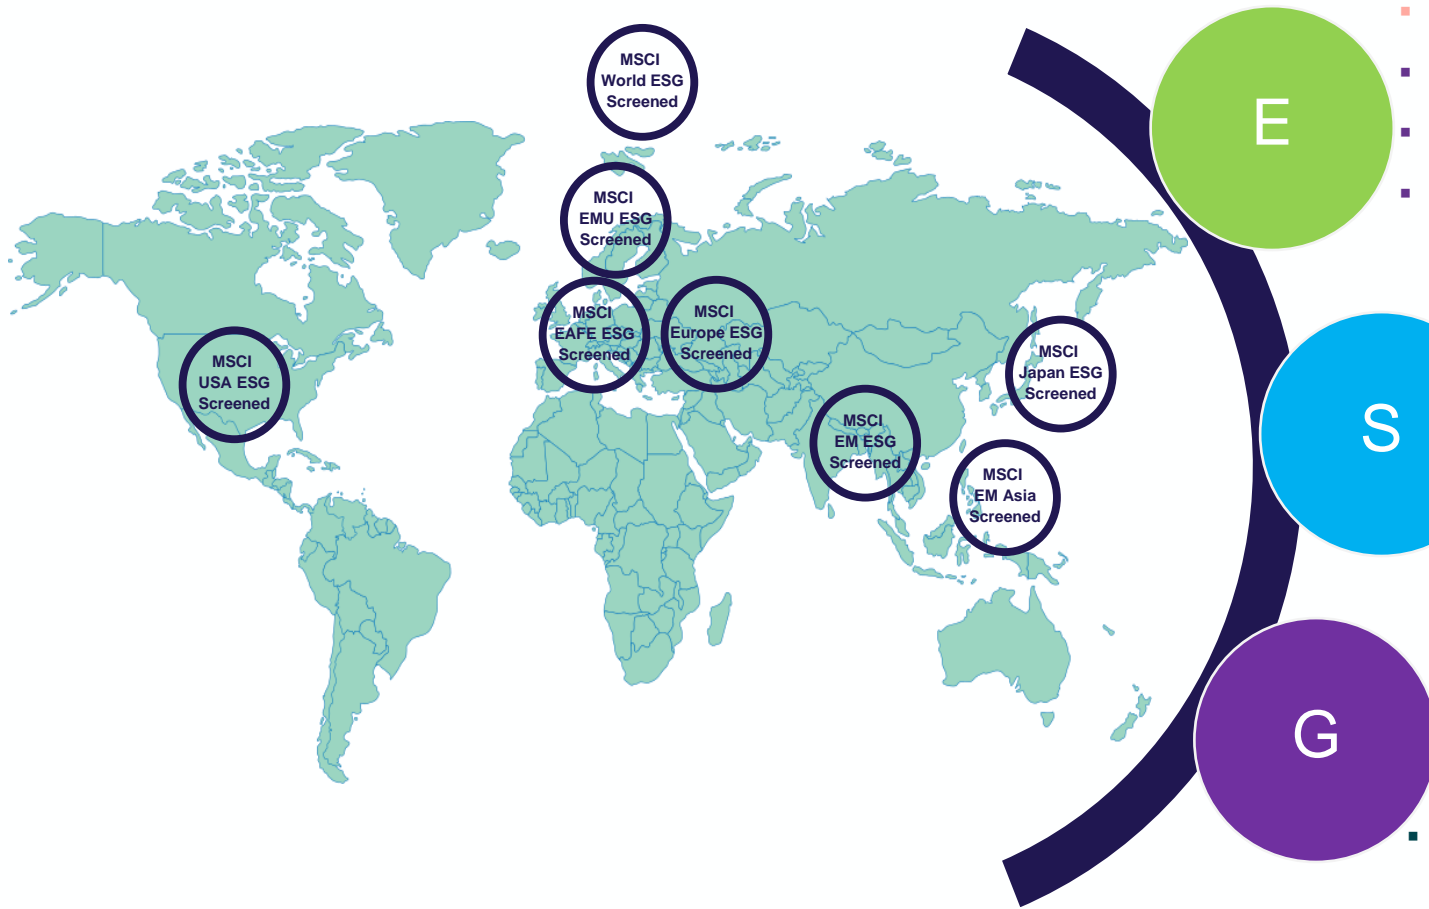 MSCI
World ESG
Screened
MSCI
EMU ESG
Screened
MSCI
EAFE ESG
Screened
MSCI
Europe ESG
Screened
MSCI
USA ESG
Screened
MSCI
Japan ESG
Screened
MSCI
EM ESG
Screened
MSCI
EM Asia
Screened
E
S
G